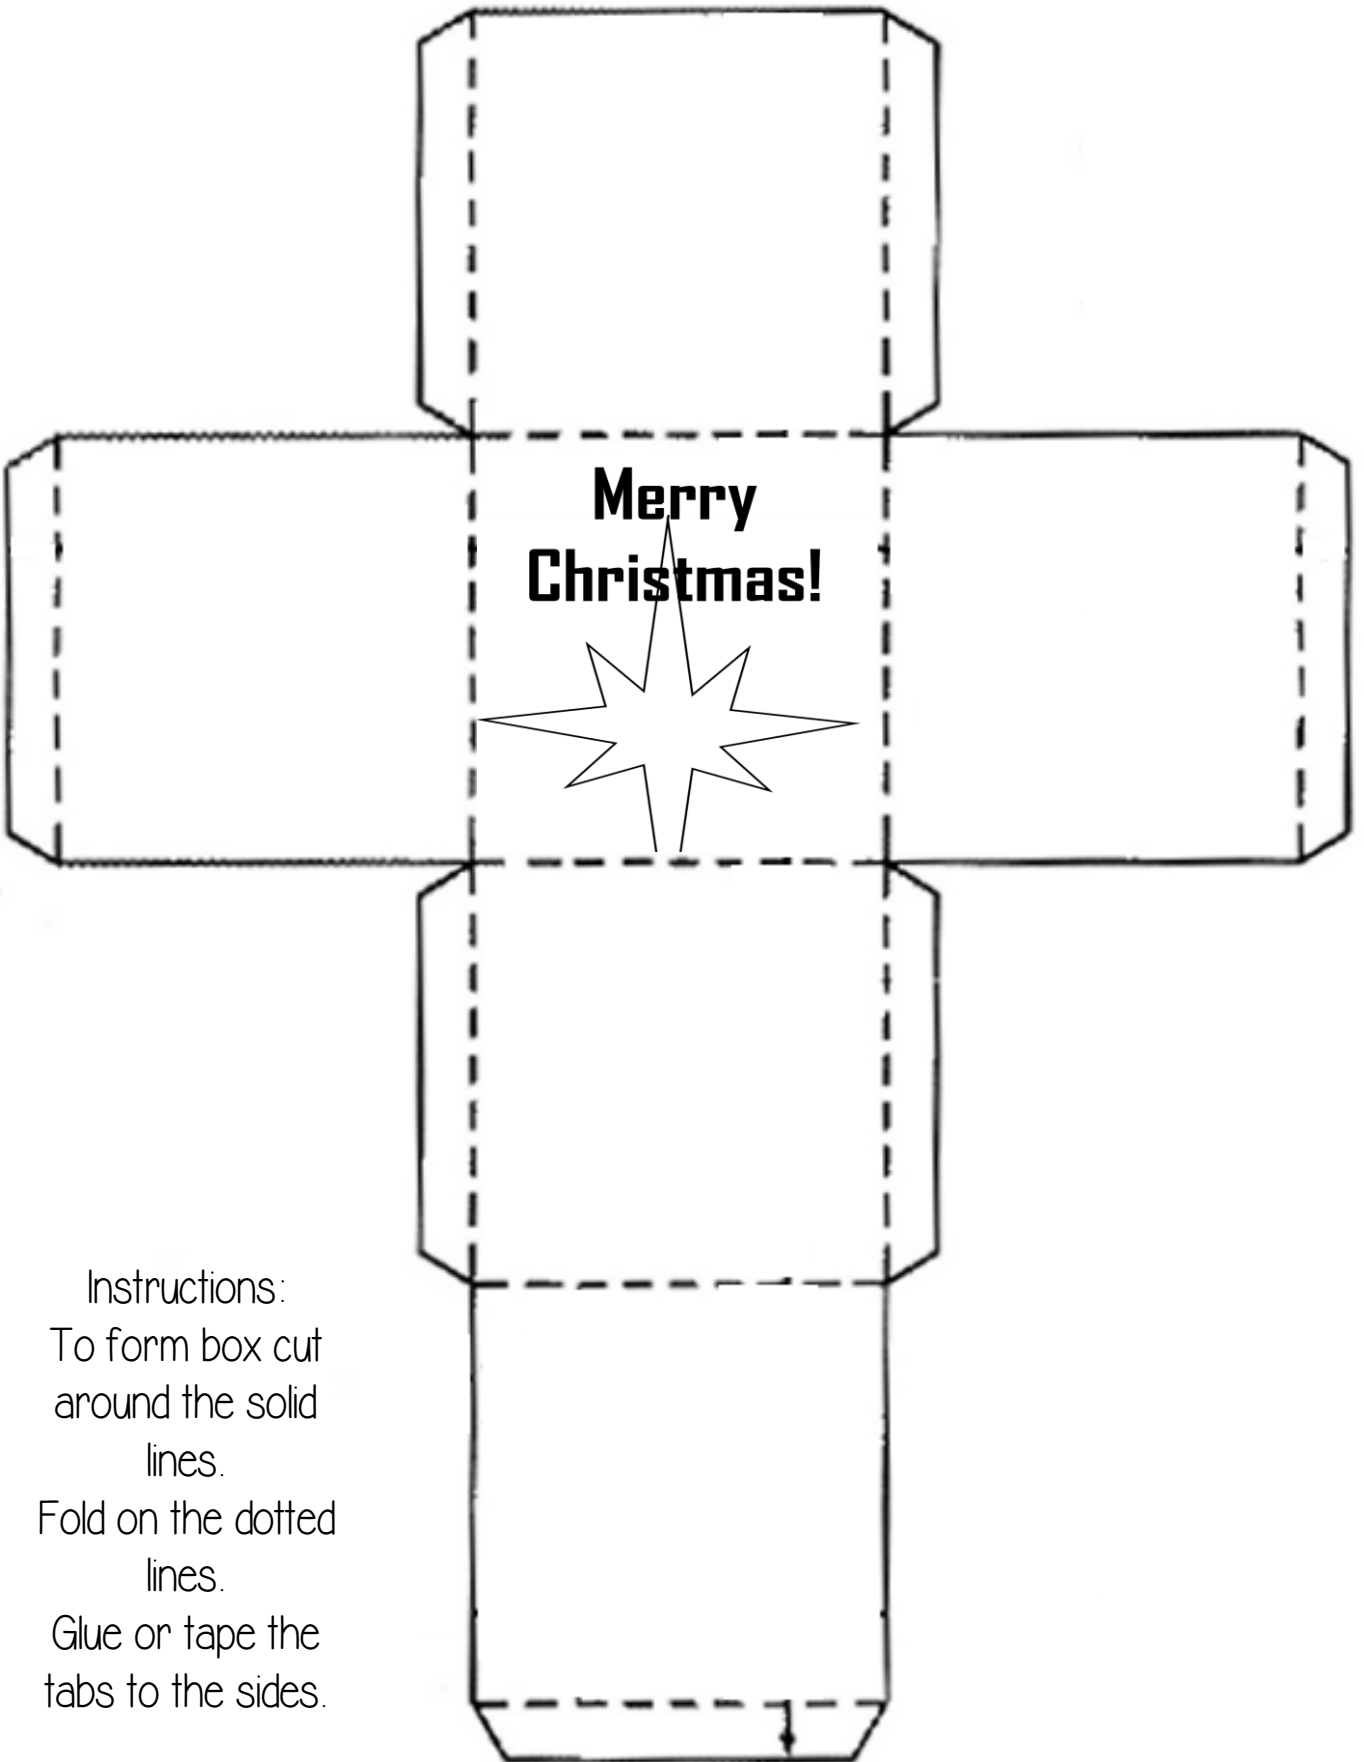 Merry
Christmas!
Instructions:
To form box cut
around the solid
lines.
Fold on the dotted
lines.
Glue or tape the
tabs to the sides.